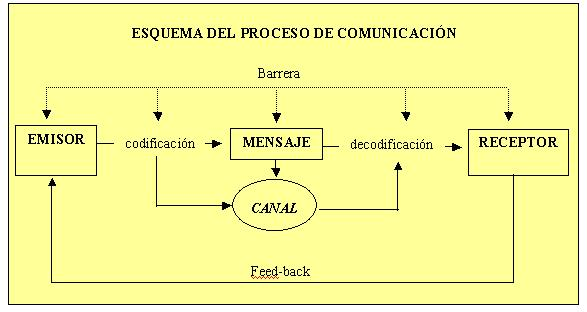 ESQUEMA DEL PROCESO DE COMUNICACIÓN
Barrera
EMISOR
codificación
MENSAJE
decodificación
RECEPTOR
CANAL
Feed-back